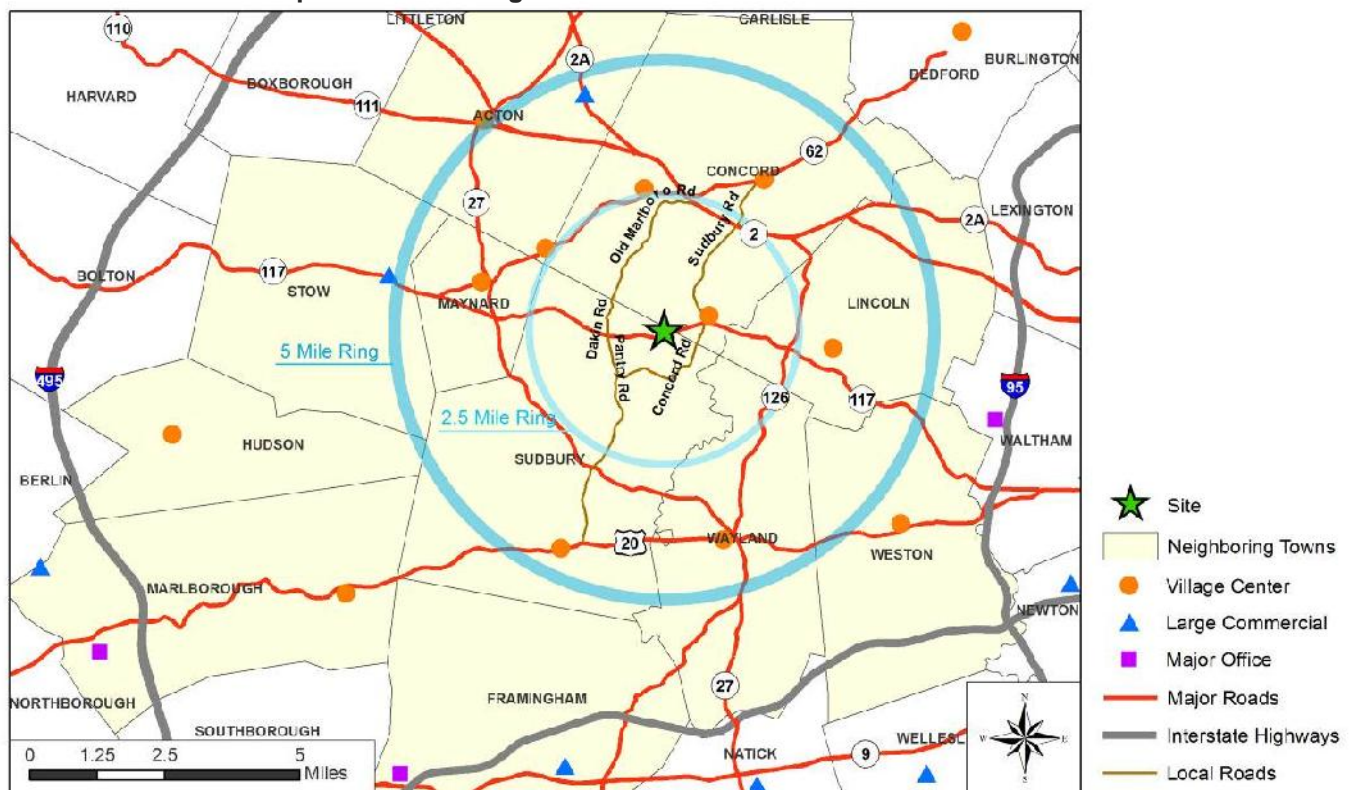 LITTLETON
CARLISLE
110
2A
BURLINGTON
DEDFORD
BOXBOROUGH
HARVARD
111
ACTON
62
CONCORD
27
Old Marlboro Rd
Sudbury Rd
LEXINGTON
2A
2
BOLTON
117
STOW
MAYNARD
LINCOLN
Dakin Rd
Pantry Rd
Concord Rd
5 Mile Ring
495
95
126
117
2.5 Mile Ring
WALTHAM
HUDSON
SUDBURY
BERLIN
20
WAYLAND
WESTON
MARLBOROUGH
NEWTON
NORTHBOROUGH
FRAMINGHAM
27
SOUTHBOROUGH
NATICK
9
WELLESL
0 1.25 2.5 5
Miles
N
W E
S
Site
Neighboring Towns
Village Center
Large Commercial
Major Office
Major Roads
Interstate Highways
Local Roads